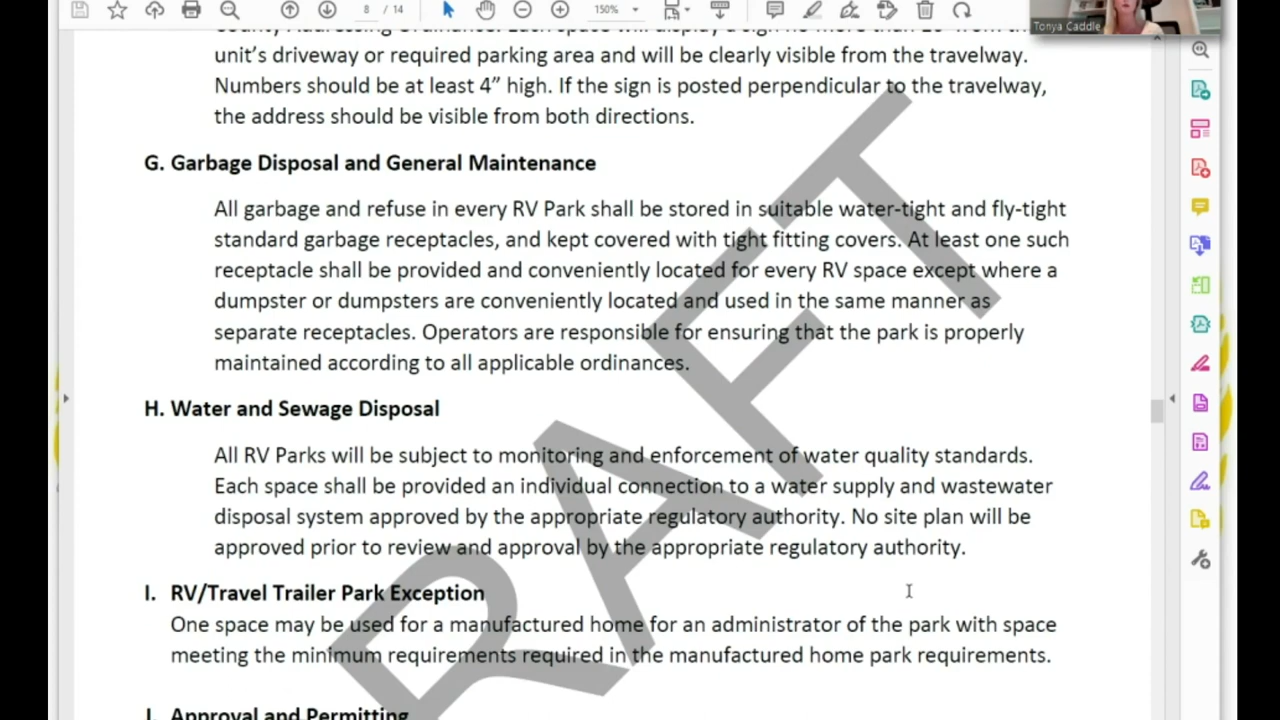 8 / 14
150%
Tonya Caddle
unit's driveway or required parking area and will be clearly visible from the travelway.
Numbers should be at least 4” high. If the sign is posted perpendicular to the travelway,
the address should be visible from both directions.
G. Garbage Disposal and General Maintenance
All garbage and refuse in every RV Park shall be stored in suitable water-tight and fly-tight
standard garbage receptacles, and kept covered with tight fitting covers. At least one such
receptacle shall be provided and conveniently located for every RV space except where a
dumpster or dumpsters are conveniently located and used in the same manner as
separate receptacles. Operators are responsible for ensuring that the park is properly
maintained according to all applicable ordinances.
H. Water and Sewage Disposal
All RV Parks will be subject to monitoring and enforcement of water quality standards.
Each space shall be provided an individual connection to a water supply and wastewater
disposal system approved by the appropriate regulatory authority. No site plan will be
approved prior to review and approval by the appropriate regulatory authority.
I. RV/Travel Trailer Park Exception
One space may be used for a manufactured home for an administrator of the park with space
meeting the minimum requirements required in the manufactured home park requirements.
Approval and Permitting
RAFT